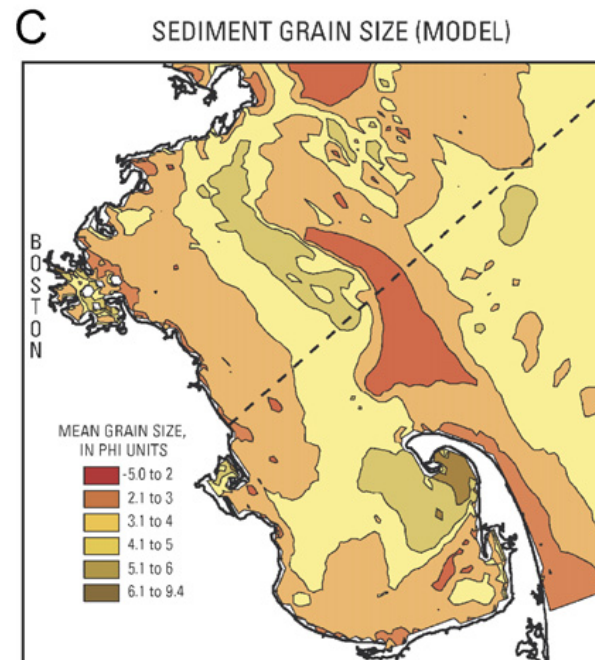 C
SEDIMENT GRAIN SIZE (MODEL)
BOSTON
MEAN GRAIN SIZE,
IN PHI UNITS
-5.0 to 2
2.1 to 3
3.1 to 4
4.1 to 5
5.1 to 6
6.1 to 9.4